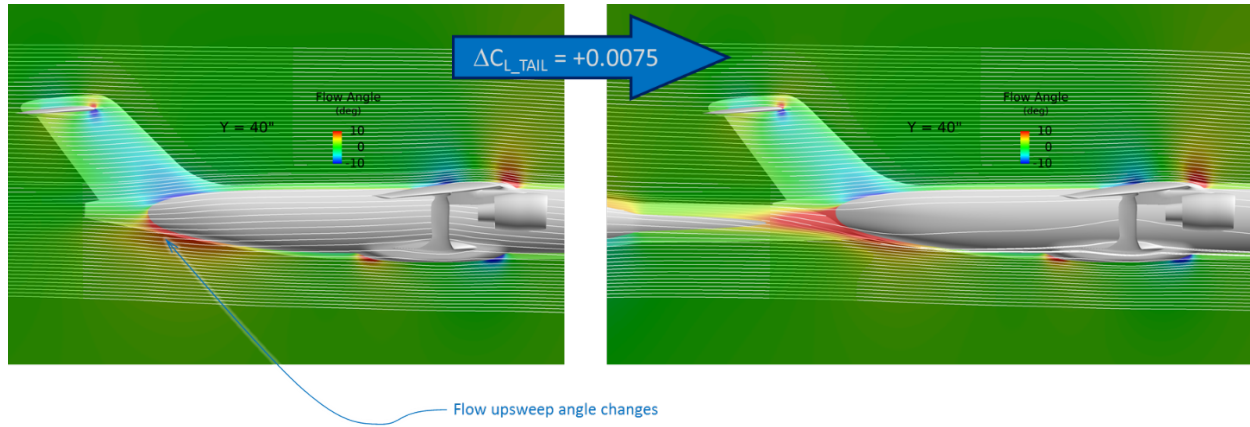 ΔC_L_TAIL = +0.0075
Flow Angle
(deg)
Y = 40"
10
0
-10
Flow Angle
(deg)
Y = 40"
10
0
-10
Flow upsweep angle changes